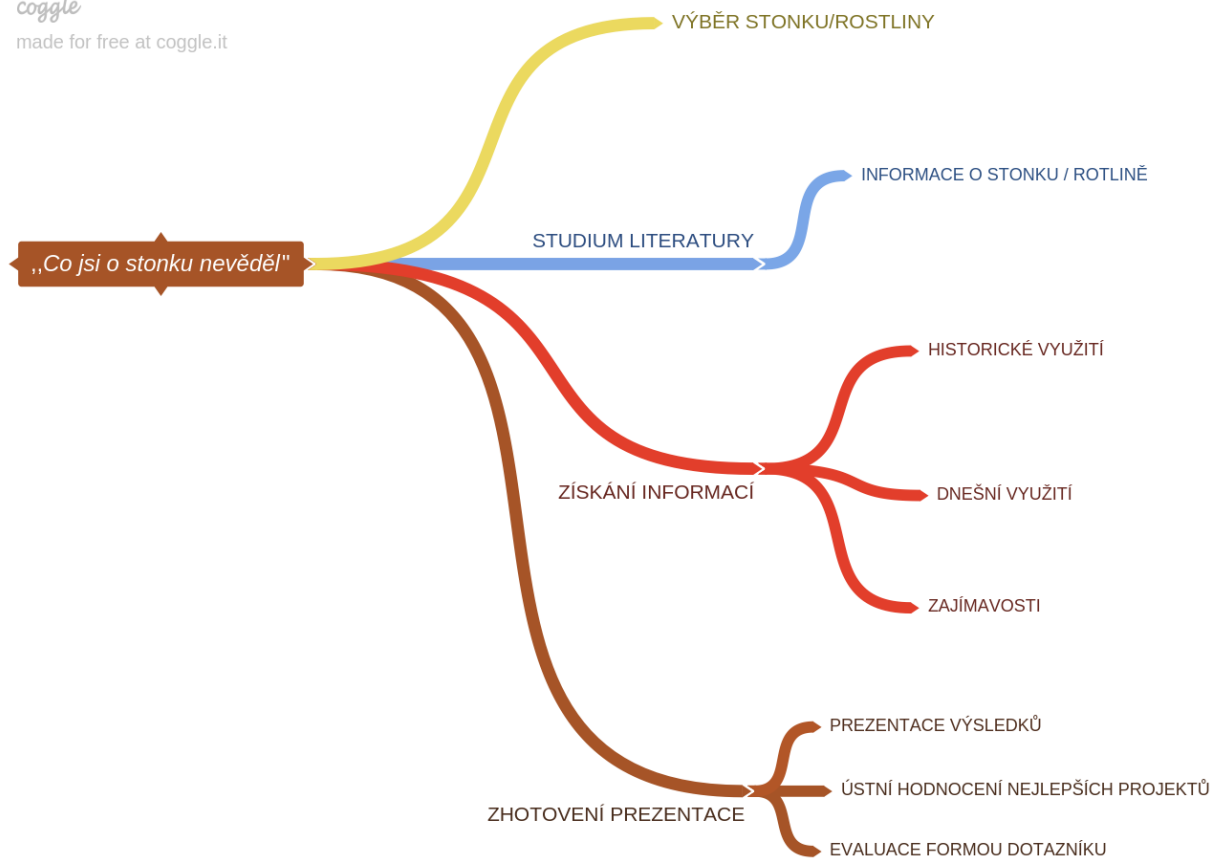 coggle
made for free at coggle.it
VÝBĚR STONKU/ROSTLINY
INFORMACE O STONKU / ROTLINĚ
STUDIUM LITERATURY
,,Co jsi o stonku nevěděl"
HISTORICKÉ VYUŽITÍ
ZÍSKÁNÍ INFORMACÍ
DNEŠNÍ VYUŽITÍ
ZAJÍMAVOSTI
PREZENTACE VÝSLEDKŮ
ÚSTNÍ HODNOCENÍ NEJLEPŠÍCH PROJEKTŮ
ZHOTOVENÍ PREZENTACE
EVALUACE FORMOU DOTAZNÍKU